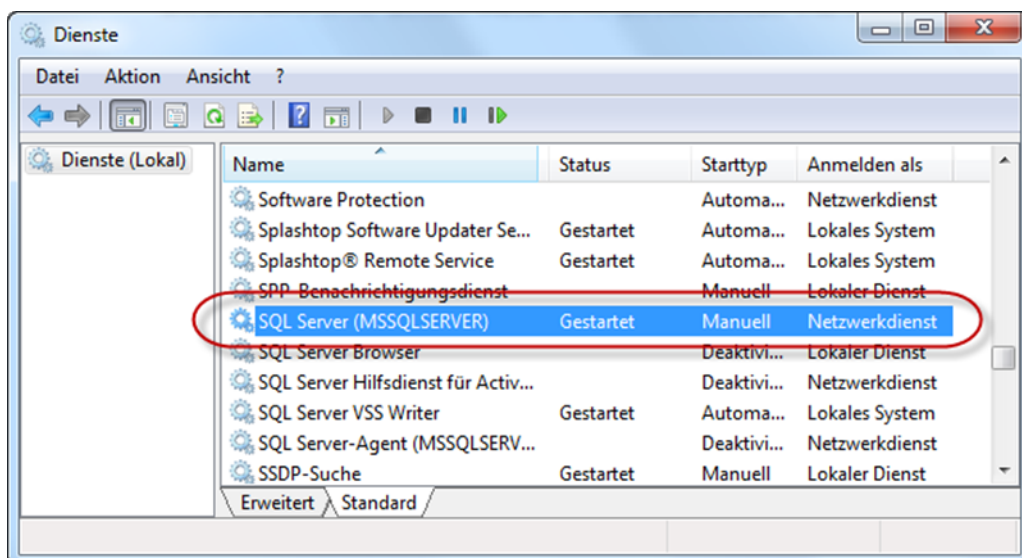 Dienste
Datei Aktion Ansicht ?
Dienste (Lokal)
Name Status Starttyp Anmelden als
Software Protection Automa... Netzwerkdienst
Splashtop Software Updater Se... Gestartet Automa... Lokales System
Splashtop® Remote Service Gestartet Automa... Lokales System
SPP-Benachrichtigungsdienst Manuell Lokaler Dienst
SQL Server (MSSQLSERVER) Gestartet Manuell Netzwerkdienst
SQL Server Browser Deaktivi... Lokaler Dienst
SQL Server Hilfsdienst für Activ... Deaktivi... Netzwerkdienst
SQL Server VSS Writer Gestartet Automa... Lokales System
SQL Server-Agent (MSSQLSERV... Deaktivi... Netzwerkdienst
SSDP-Suche Gestartet Manuell Lokaler Dienst
Erweitert Standard